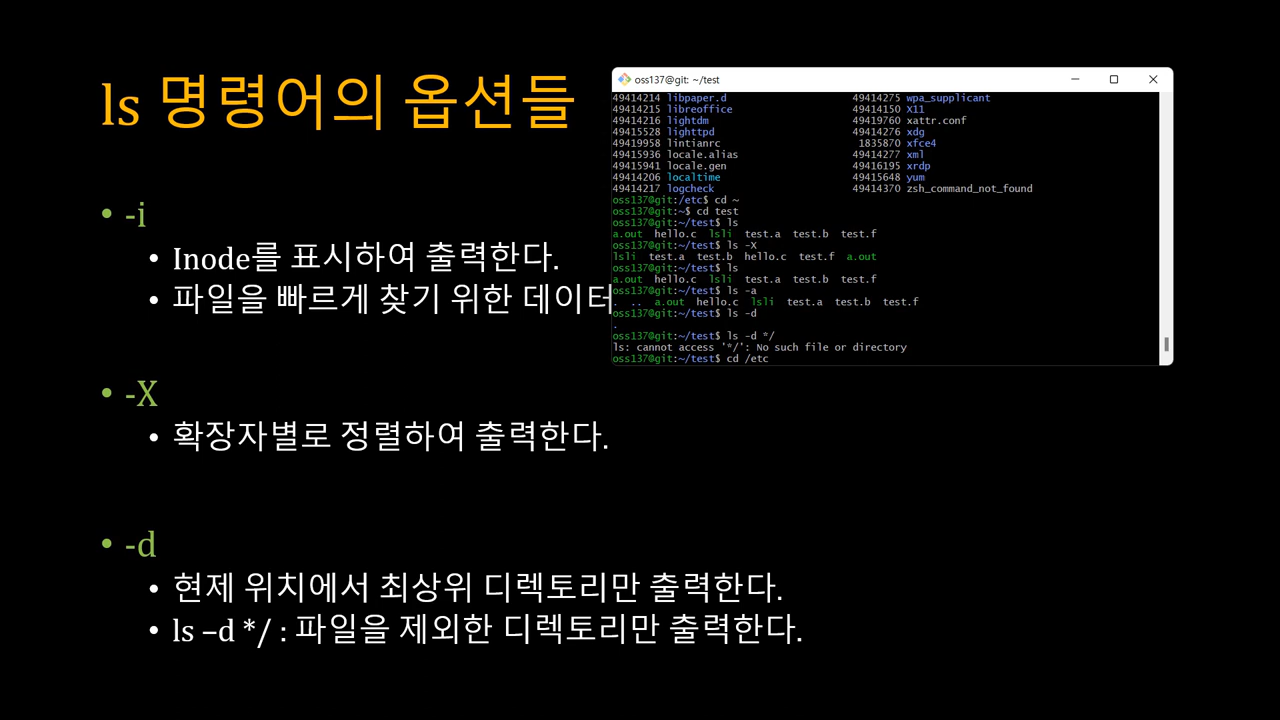 ls 명령어의 옵션들
• -i
• Inode를 표시하여 출력한다.
• 파일을 빠르게 찾기 위한 데이터
• -X
• 확장자별로 정렬하여 출력한다.
• -d
• 현제 위치에서 최상위 디렉토리만 출력한다.
• ls –d */ : 파일을 제외한 디렉토리만 출력한다.
oss137@git: ~/test
49414214 libpaper.d 49414275 wpa_supplicant
49414215 libreoffice 49414150 X11
49414216 lightdm 49419760 xattr.conf
49415528 lighttpd 49414276 xdg
49419958 lintianrc 1835870 xfce4
49415936 locale.alias 49414277 xml
49415941 locale.gen 49416195 xrdp
49414206 localtime 49415648 yum
49414217 logcheck 49414370 zsh_command_not_found
oss137@git:/etc$ cd ~
oss137@git:~$ cd test
oss137@git:~/test$ ls
a.out hello.c lsli test.a test.b test.f
oss137@git:~/test$ ls -X
lsli test.a test.b hello.c test.f a.out
oss137@git:~/test$ ls
a.out hello.c lsli test.a test.b test.f
oss137@git:~/test$ ls -a
. .. a.out hello.c lsli test.a test.b test.f
oss137@git:~/test$ ls -d
.
oss137@git:~/test$ ls -d */
ls: cannot access '*/': No such file or directory
oss137@git:~/test$ cd /etc